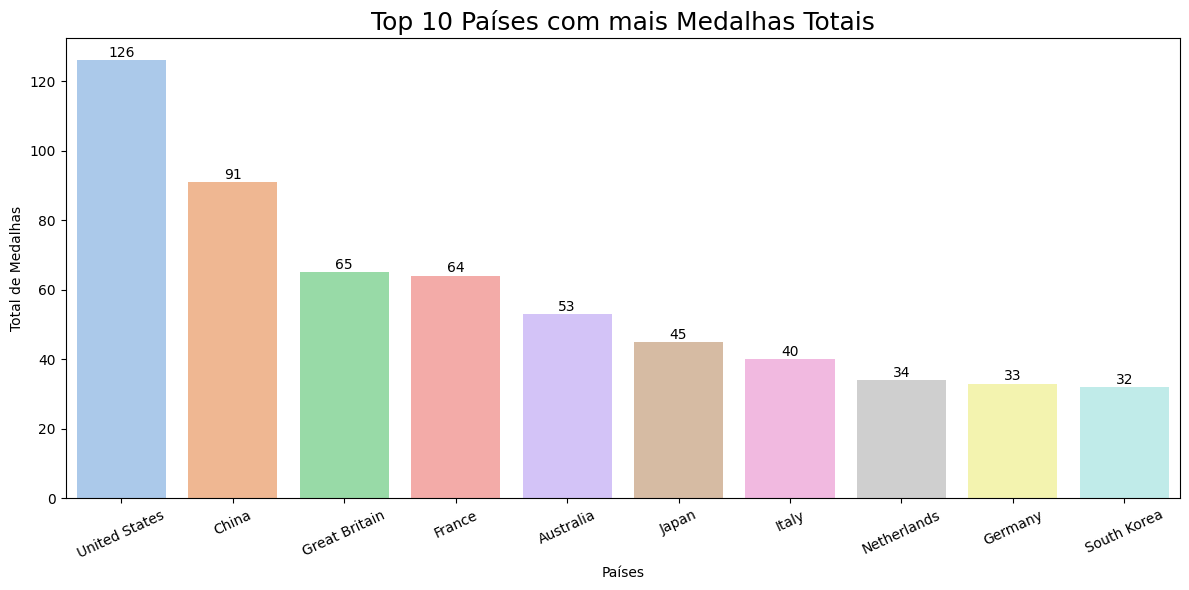 Top 10 Países com mais Medalhas Totais
Total de Medalhas
120
100
80
60
40
20
0
126
91
65
64
53
45
40
34
33
32
United States
China
Great Britain
France
Australia
Japan
Italy
Netherlands
Germany
South Korea
Países